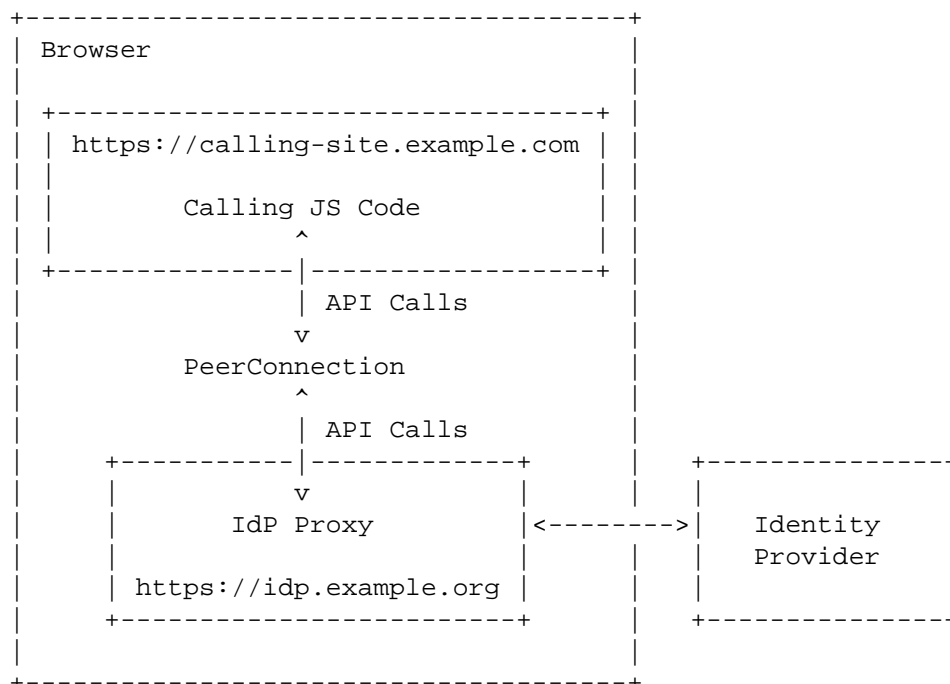 Browser
https://calling-site.example.com
Calling JS Code
API Calls
PeerConnection
API Calls
IdP Proxy
Identity
Provider
https://idp.example.org